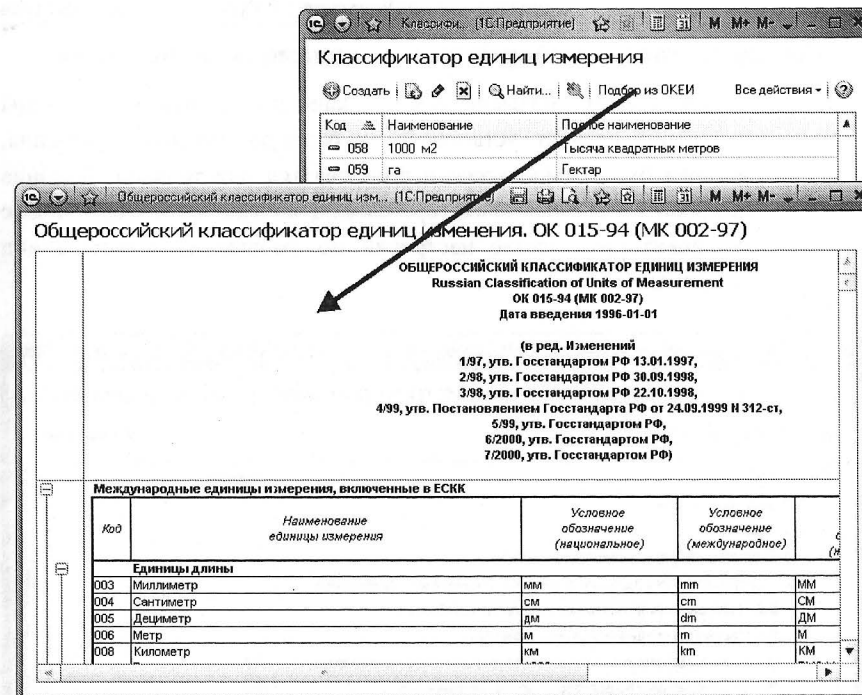 Классифи... (1С:Предприятие) М М+ М-
Классификатор единиц измерения
Создать Найти... Подбор из ОКЕИ Все действия
Код Наименование Полное наименование
058 1000 м2 Тысяча квадратных метров
059 га Гектар
Общероссийский классификатор единиц изм... (1С:Предприятие) М М+ М-
Общероссийский классификатор единиц изменения. ОК 015-94 (МК 002-97)
ОБЩЕРОССИЙСКИЙ КЛАССИФИКАТОР ЕДИНИЦ ИЗМЕРЕНИЯ
Russian Classification of Units of Measurement
ОК 015-94 (МК 002-97)
Дата введения 1996-01-01
(в ред. Изменений
1/97, утв. Госстандартом РФ 13.01.1997,
2/98, утв. Госстандартом РФ 30.09.1998,
3/98, утв. Госстандартом РФ 22.10.1998,
4/99, утв. Постановлением Госстандарта РФ от 24.09.1999 N 312-ст,
5/99, утв. Госстандартом РФ,
6/2000, утв. Госстандартом РФ,
7/2000, утв. Госстандартом РФ)
Международные единицы измерения, включенные в ЕСКК
Код Наименование единицы измерения Условное обозначение (национальное) Условное обозначение (международное)
Единицы длины
003 Миллиметр мм mm ММ
004 Сантиметр см cm СМ
005 Дециметр дм dm ДМ
006 Метр м m М
008 Километр км km КМ